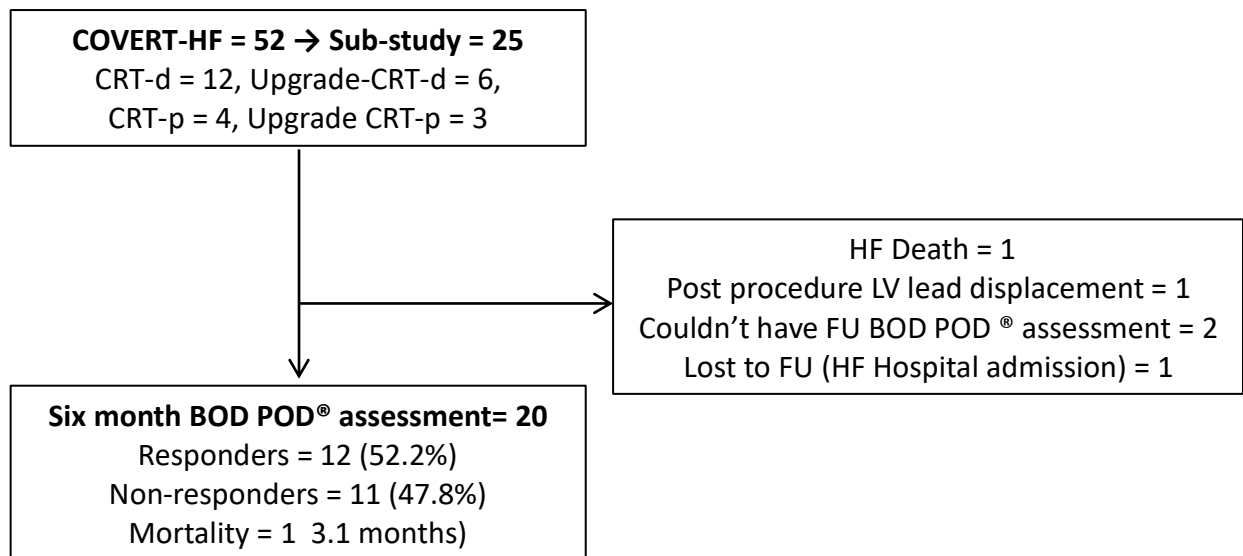 COVERT-HF = 52 → Sub-study = 25
CRT-d = 12, Upgrade-CRT-d = 6,
CRT-p = 4, Upgrade CRT-p = 3
HF Death = 1
Post procedure LV lead displacement = 1
Couldn’t have FU BOD POD ® assessment = 2
Lost to FU (HF Hospital admission) = 1
Six month BOD POD® assessment= 20
Responders = 12 (52.2%)
Non-responders = 11 (47.8%)
Mortality = 1  3.1 months)